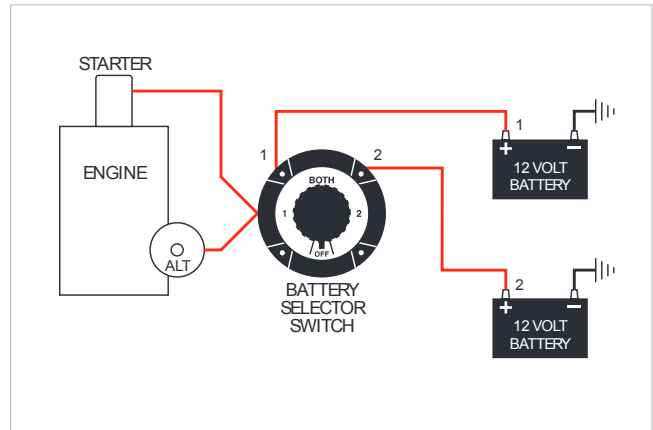 STARTER
ENGINE
ALT
1
2
BOTH
1
2
OFF
BATTERY
SELECTOR
SWITCH
1
+ −
12 VOLT
BATTERY
2
+ −
12 VOLT
BATTERY